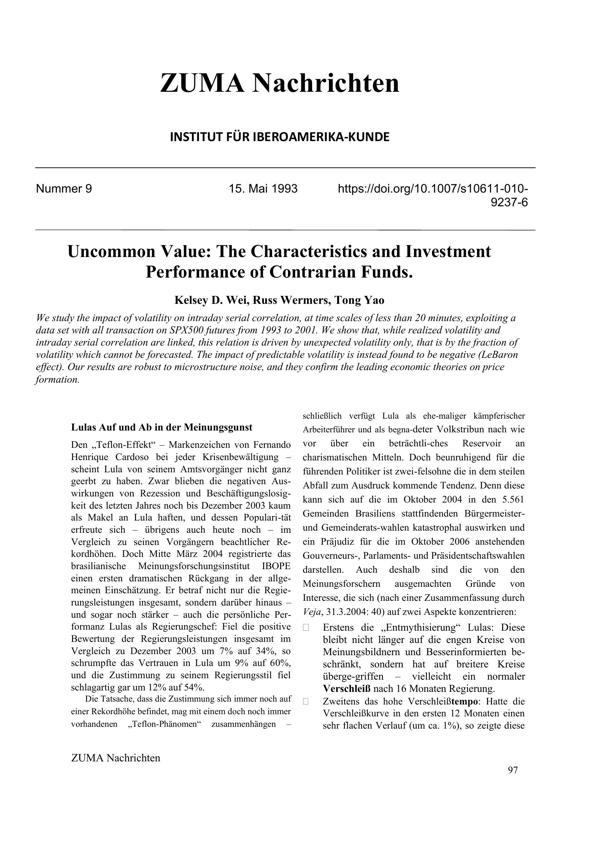 ZUMA Nachrichten
INSTITUT FÜR IBEROAMERIKA-KUNDE
Nummer 9 15. Mai 1993 https://doi.org/10.1007/s10611-010-
9237-6
Uncommon Value: The Characteristics and Investment
Performance of Contrarian Funds.
Kelsey D. Wei, Russ Wermers, Tong Yao
We study the impact of volatility on intraday serial correlation, at time scales of less than 20 minutes, exploiting a
data set with all transaction on SPX500 futures from 1993 to 2001. We show that, while realized volatility and
intraday serial correlation are linked, this relation is driven by unexpected volatility only, that is by the fraction of
volatility which cannot be forecasted. The impact of predictable volatility is instead found to be negative (LeBaron
effect). Our results are robust to microstructure noise, and they confirm the leading economic theories on price
formation.
Lulas Auf und Ab in der Meinungsgunst
Den „Teflon-Effekt“ – Markenzeichen von Fernando
Henrique Cardoso bei jeder Krisenbewältigung –
scheint Lula von seinem Amtsvorgänger nicht ganz
geerbt zu haben. Zwar blieben die negativen Aus-
wirkungen von Rezession und Beschäftigungslosig-
keit des letzten Jahres noch bis Dezember 2003 kaum
als Makel an Lula haften, und dessen Populari-tät
erfreute sich – übrigens auch heute noch – im
Vergleich zu seinen Vorgängern beachtlicher Re-
kordhöhen. Doch Mitte März 2004 registrierte das
brasilianische Meinungsforschungsinstitut IBOPE
einen ersten dramatischen Rückgang in der allge-
meinen Einschätzung. Er betraf nicht nur die Regie-
rungsleistungen insgesamt, sondern darüber hinaus –
und sogar noch stärker – auch die persönliche Per-
formanz Lulas als Regierungschef: Fiel die positive
Bewertung der Regierungsleistungen insgesamt im
Vergleich zu Dezember 2003 um 7% auf 34%, so
schrumpfte das Vertrauen in Lula um 9% auf 60%,
und die Zustimmung zu seinem Regierungsstil fiel
schlagartig gar um 12% auf 54%.
Die Tatsache, dass die Zustimmung sich immer noch auf
einer Rekordhöhe befindet, mag mit einem doch noch immer
vorhandenen „Teflon-Phänomen“ zusammenhängen –
schließlich verfügt Lula als ehe-maliger kämpferischer
Arbeiterführer und als begna-deter Volkstribun nach wie
vor über ein beträchtli-ches Reservoir an
charismatischen Mitteln. Doch beunruhigend für die
führenden Politiker ist zwei-felsohne die in dem steilen
Abfall zum Ausdruck kommende Tendenz. Denn diese
kann sich auf die im Oktober 2004 in den 5.561
Gemeinden Brasiliens stattfindenden Bürgermeister-
und Gemeinderats-wahlen katastrophal auswirken und
ein Präjudiz für die im Oktober 2006 anstehenden
Gouverneurs-, Parlaments- und Präsidentschaftswahlen
darstellen. Auch deshalb sind die von den
Meinungsforschern ausgemachten Gründe von
Interesse, die sich (nach einer Zusammenfassung durch
Veja, 31.3.2004: 40) auf zwei Aspekte konzentrieren:
Erstens die „Entmythisierung“ Lulas: Diese
bleibt nicht länger auf die engen Kreise von
Meinungsbildnern und Besserinformierten be-
schränkt, sondern hat auf breitere Kreise
überge-griffen – vielleicht ein normaler
Verschleiß nach 16 Monaten Regierung.
Zweitens das hohe Verschleißtempo: Hatte die
Verschleißkurve in den ersten 12 Monaten einen
sehr flachen Verlauf (um ca. 1%), so zeigte diese
ZUMA Nachrichten
97